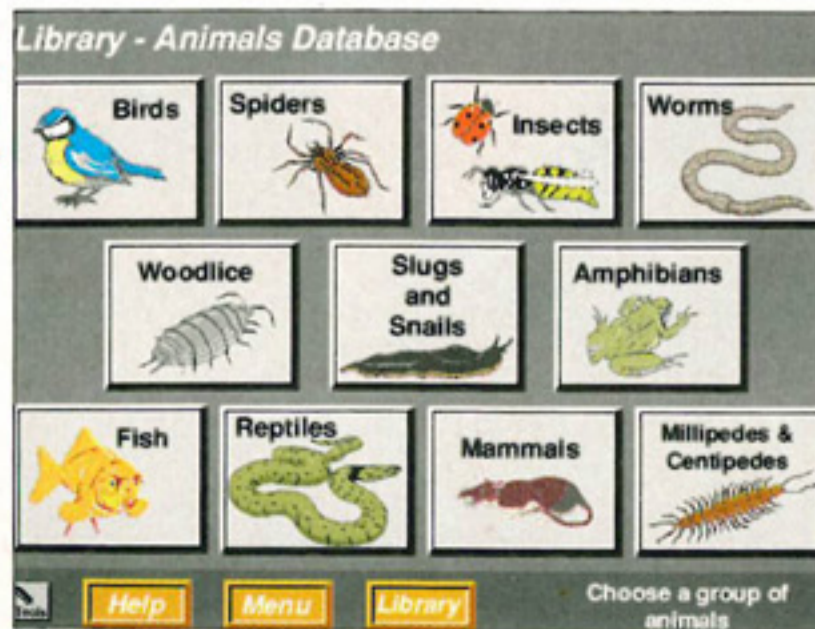 Library - Animals Database
Birds
Spiders
Insects
Worms
Woodlice
Slugs
and
Snails
Amphibians
Fish
Reptiles
Mammals
Millipedes &
Centipedes
Tools
Help
Menu
Library
Choose a group of
animals